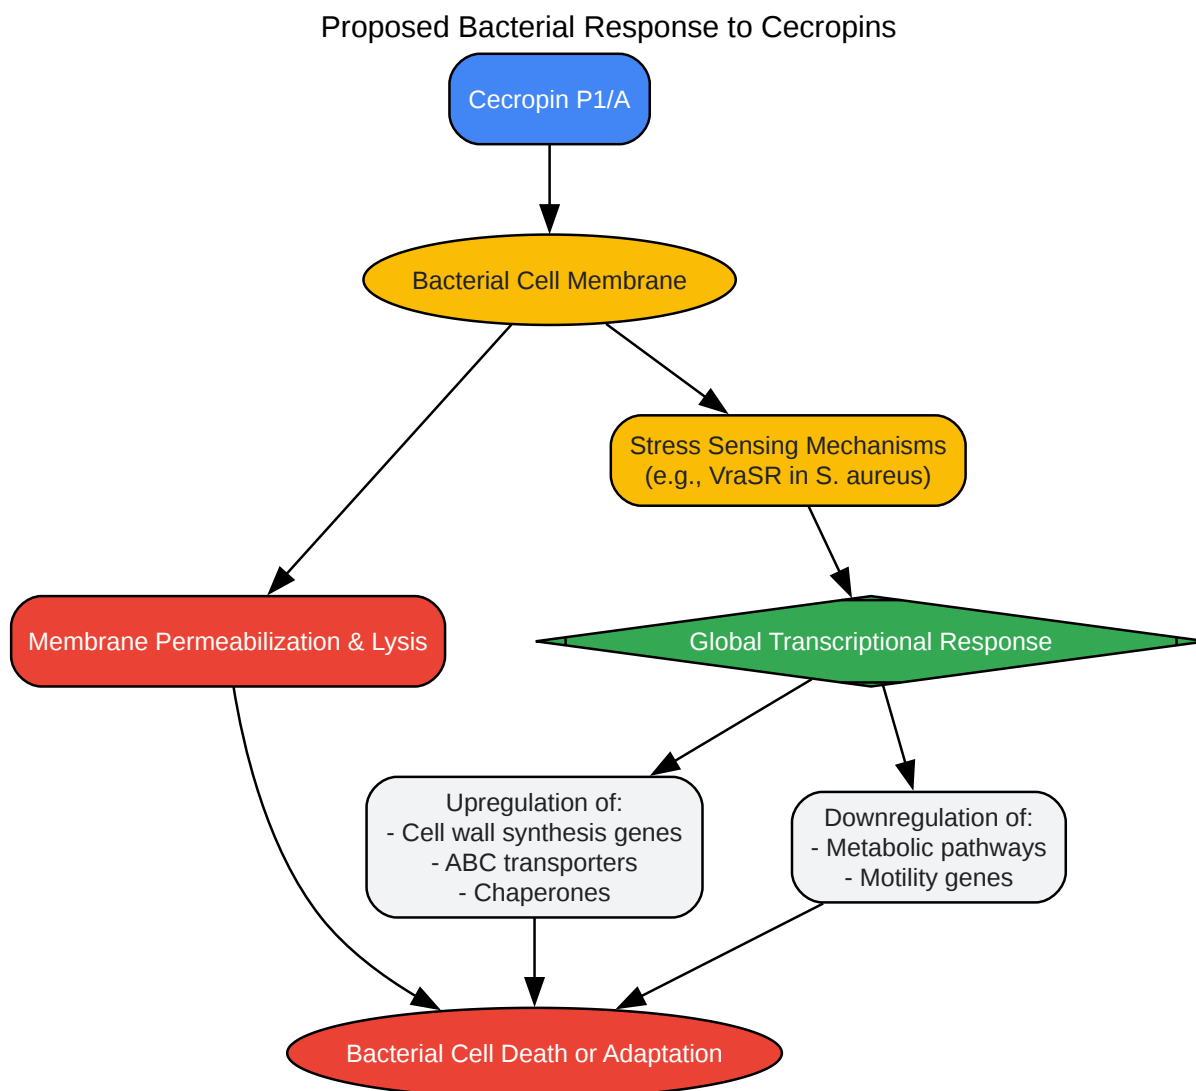 Proposed Bacterial Response to Cecropins
Cecropin P1/A
Bacterial Cell Membrane
Stress Sensing Mechanisms
(e.g., VraSR in S. aureus)
Membrane Permeabilization & Lysis
Global Transcriptional Response
Upregulation of:
- Cell wall synthesis genes
- ABC transporters
- Chaperones
Downregulation of:
- Metabolic pathways
- Motility genes
Bacterial Cell Death or Adaptation